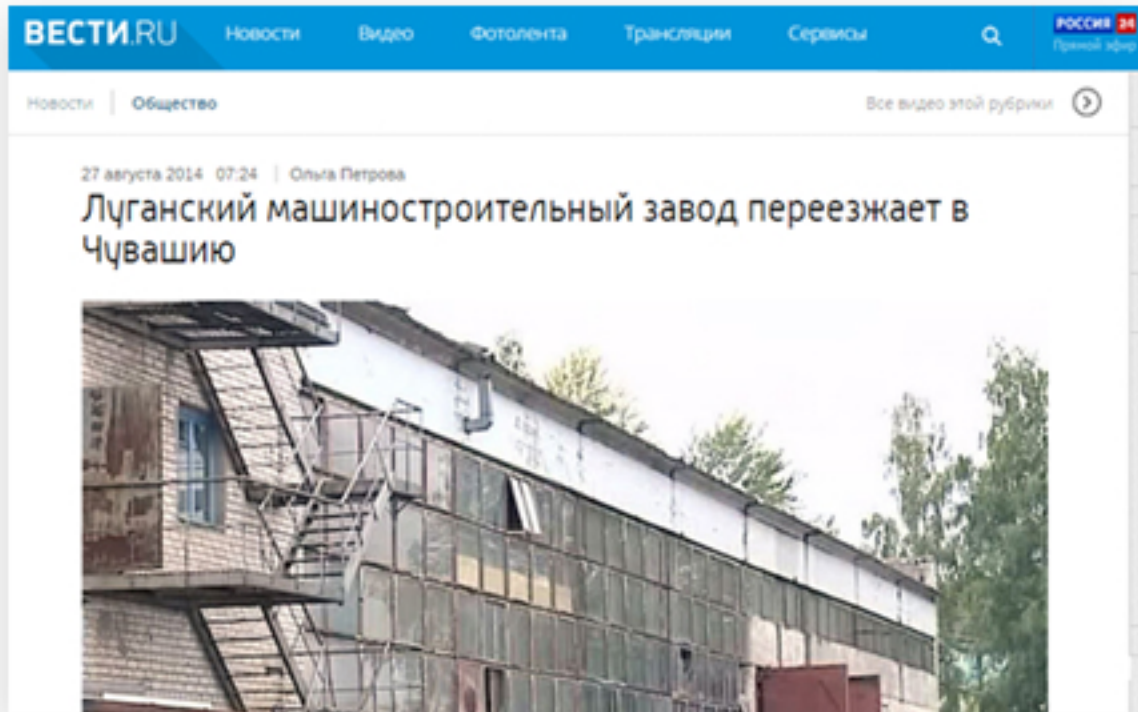 ВЕСТИ.RU Новости Видео Фотолента Трансляции Сервисы РОССИЯ 24
Прямой эфир
Новости Общество Все видео этой рубрики
27 августа 2014 07:24 Ольга Петрова
Луганский машиностроительный завод переезжает в
Чувашию